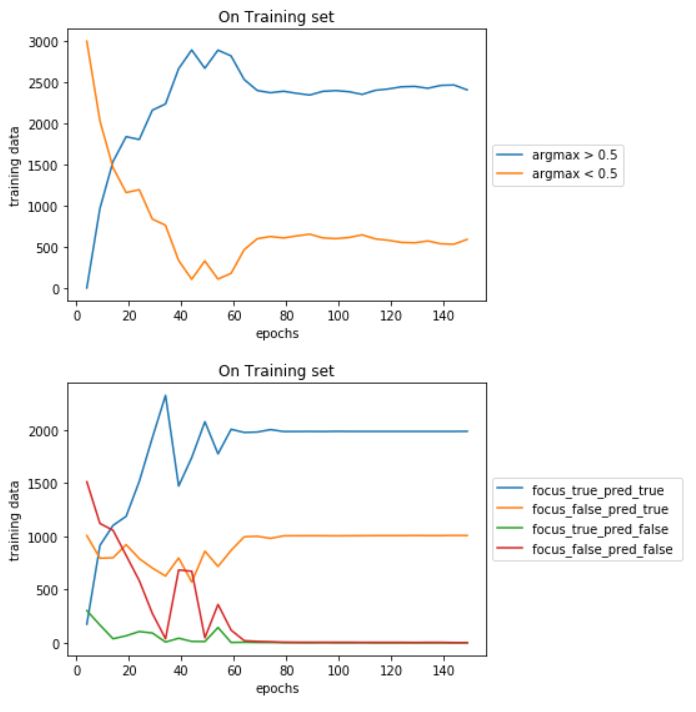 On Training set
3000
2500
2000
1500
1000
500
0
training data
0 20 40 60 80 100 120 140
epochs
argmax > 0.5
argmax < 0.5
On Training set
2000
1500
1000
500
0
training data
0 20 40 60 80 100 120 140
epochs
focus_true_pred_true
focus_false_pred_true
focus_true_pred_false
focus_false_pred_false